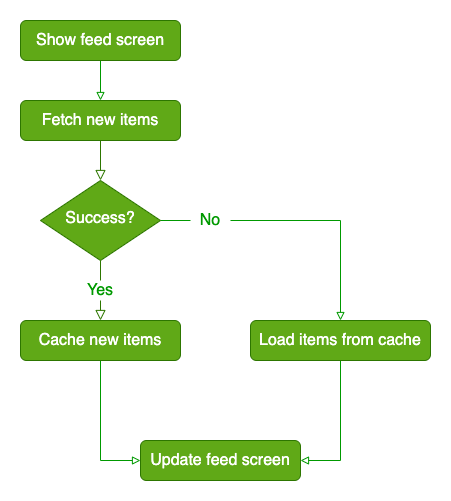 Show feed screen
Fetch new items
Success?
No
Yes
Cache new items
Load items from cache
Update feed screen